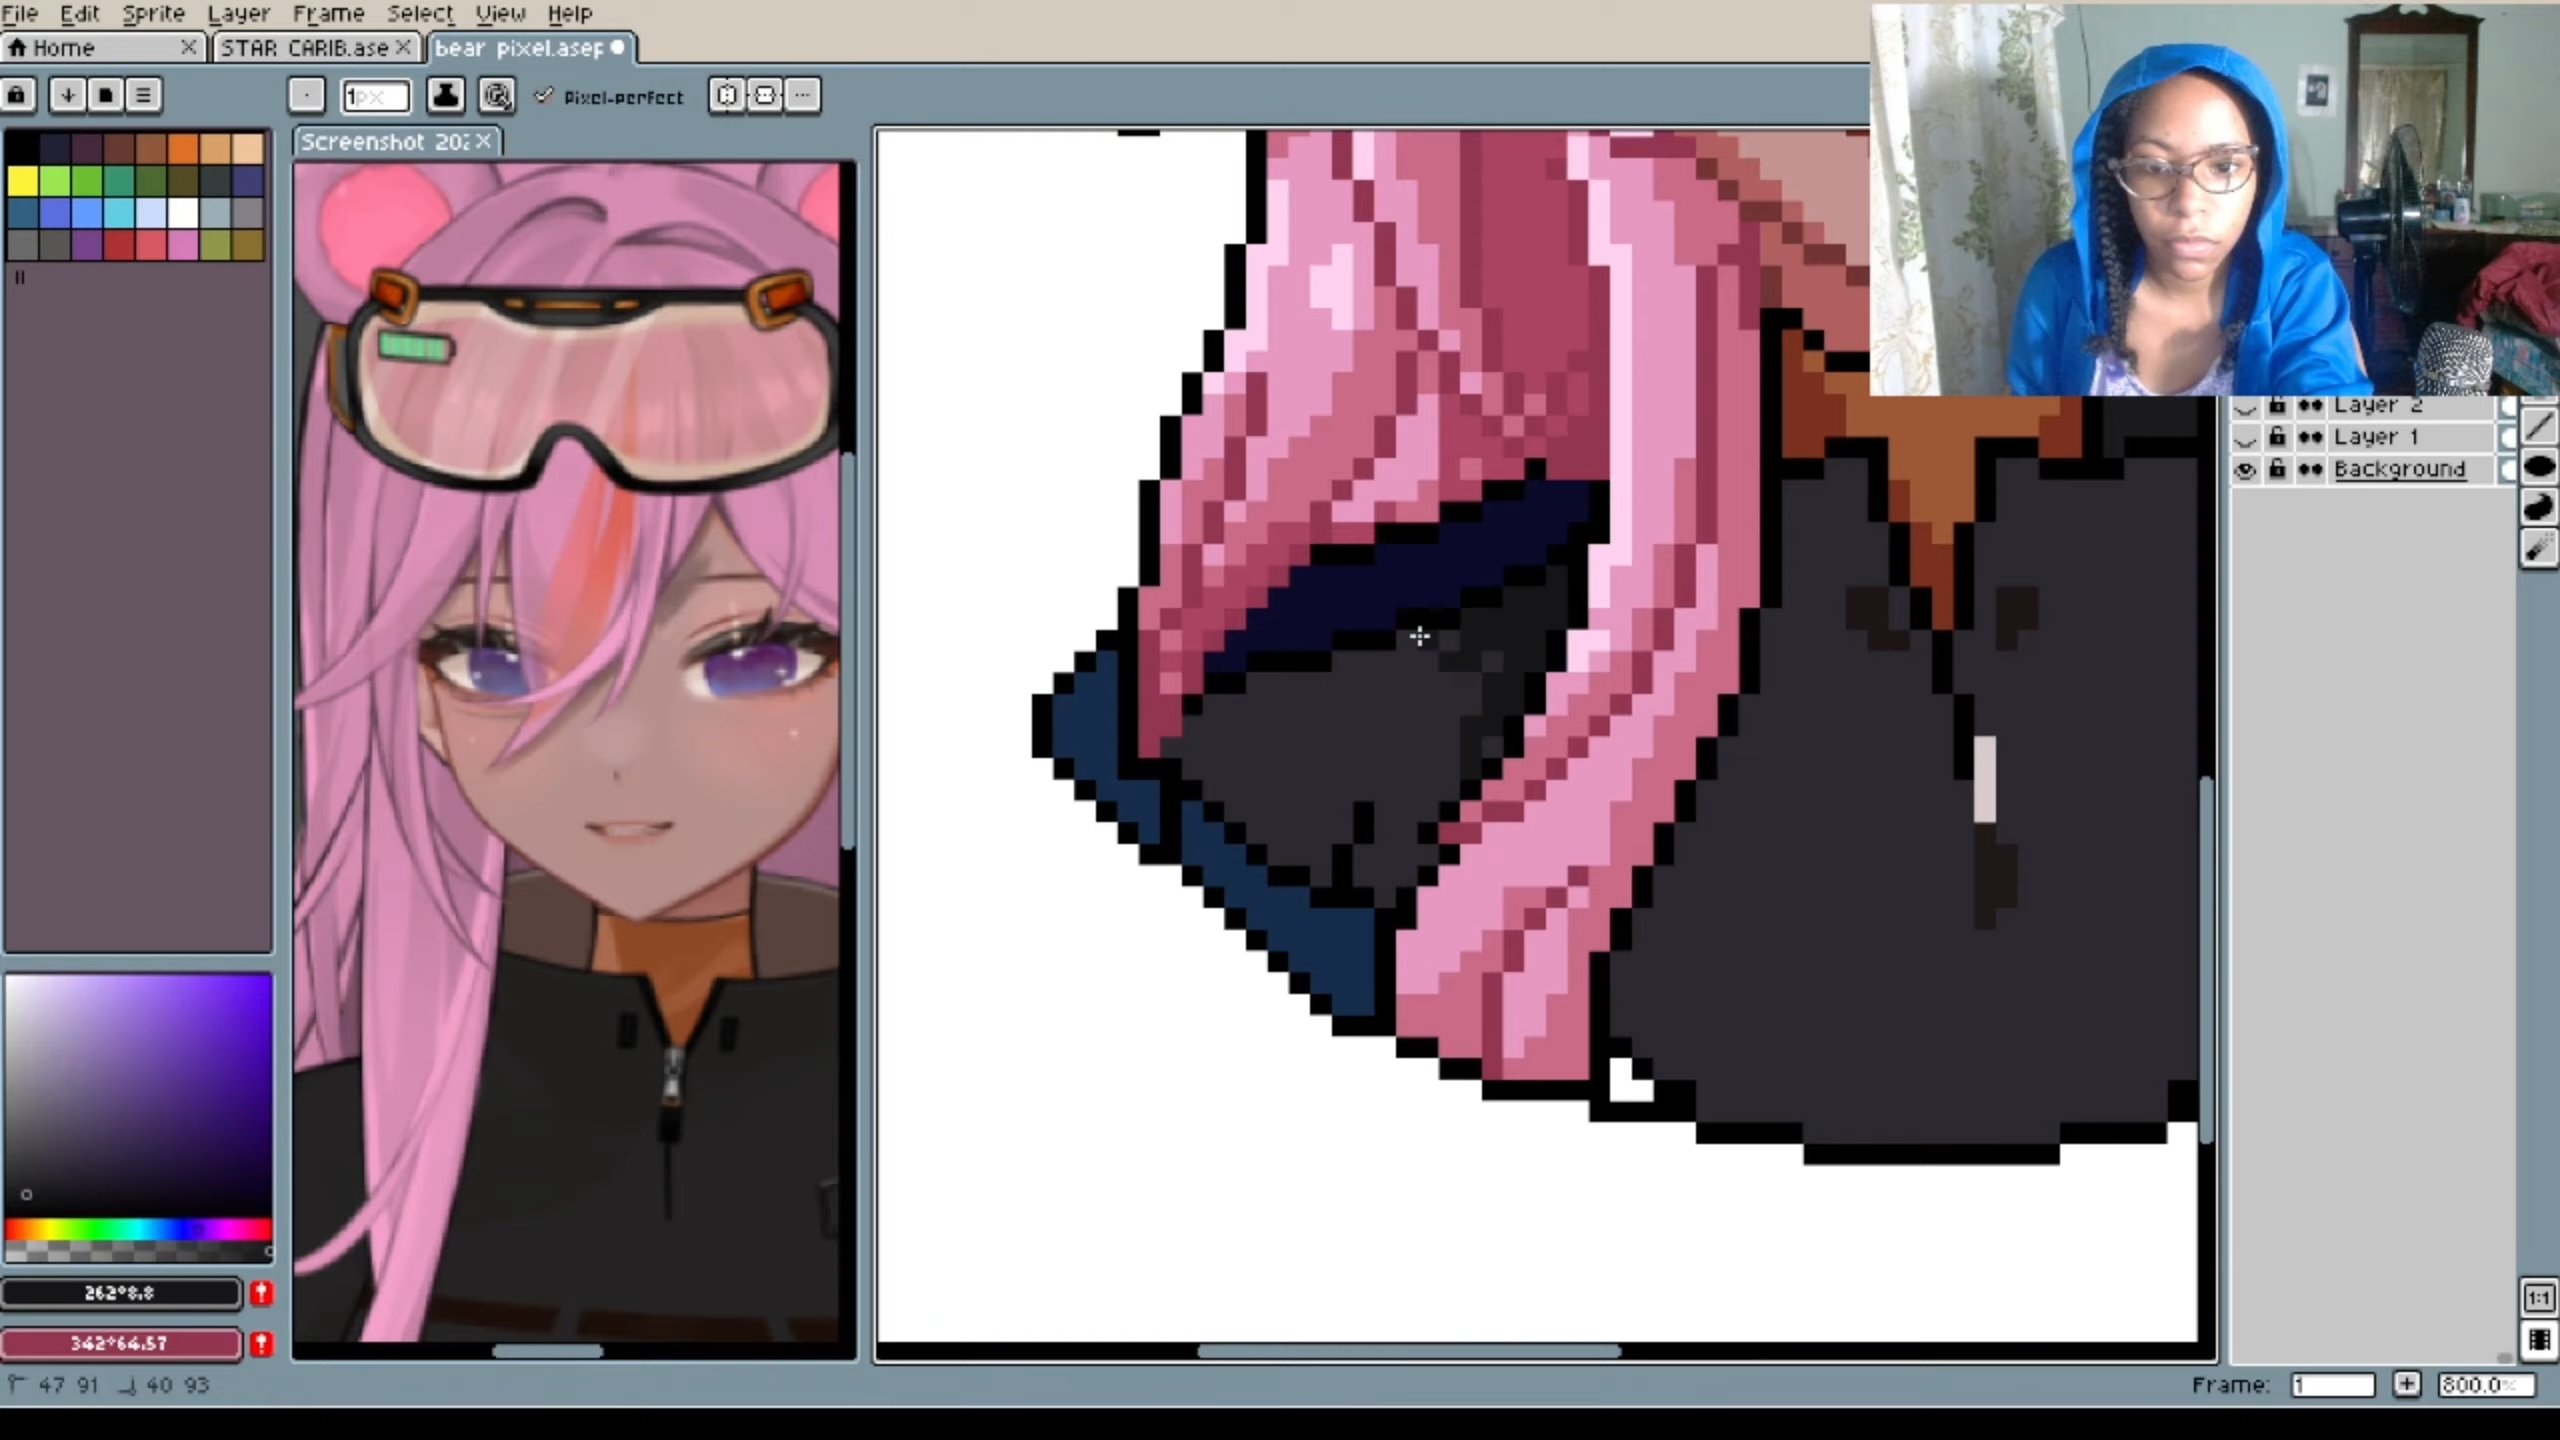 File Edit Sprite Layer Frame Select View Help
Home STAR CARIB.ase bear pixel.asep
1px Pixel-perfect
Screenshot 202
Layer 2
Layer 1
Background
262°8.8
342°64.57
1:1
47 91 40 93
Frame: 1 800.0%